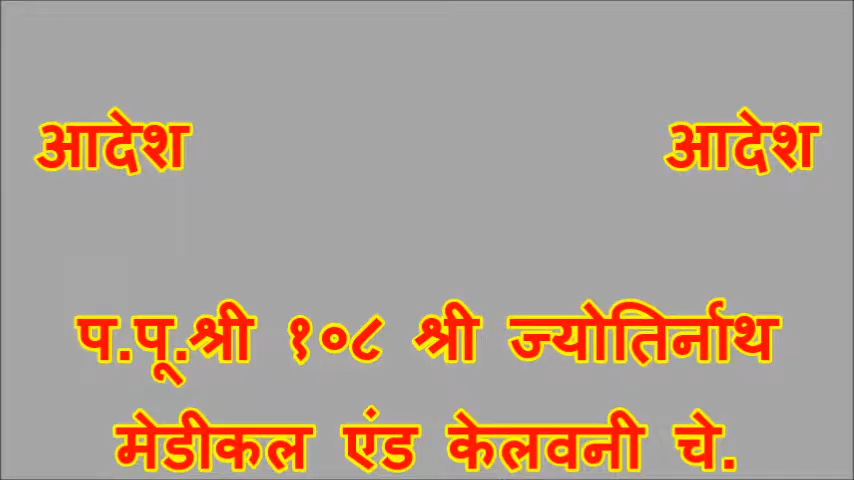 आदेश आदेश
प.पू.श्री १०८ श्री ज्योतिर्नाथ
मेडीकल एंड केलवनी चे.